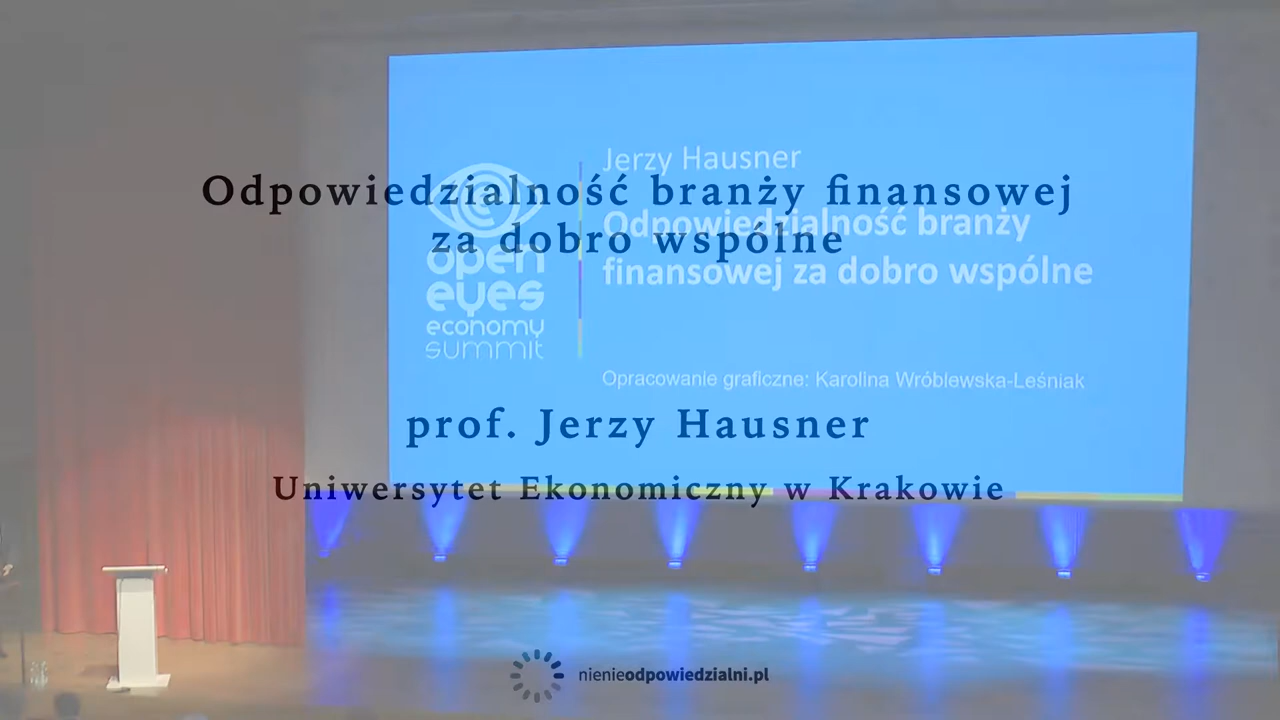 Jerzy Hausner
Odpowiedzialność branży
finansowej za dobro wspólne
open
eyes
economy
summit
Opracowanie graficzne: Karolina Wróblewska-Leśniak
Odpowiedzialność branży finansowej
za dobro wspólne
prof. Jerzy Hausner
Uniwersytet Ekonomiczny w Krakowie
nienieodpowiedzialni.pl